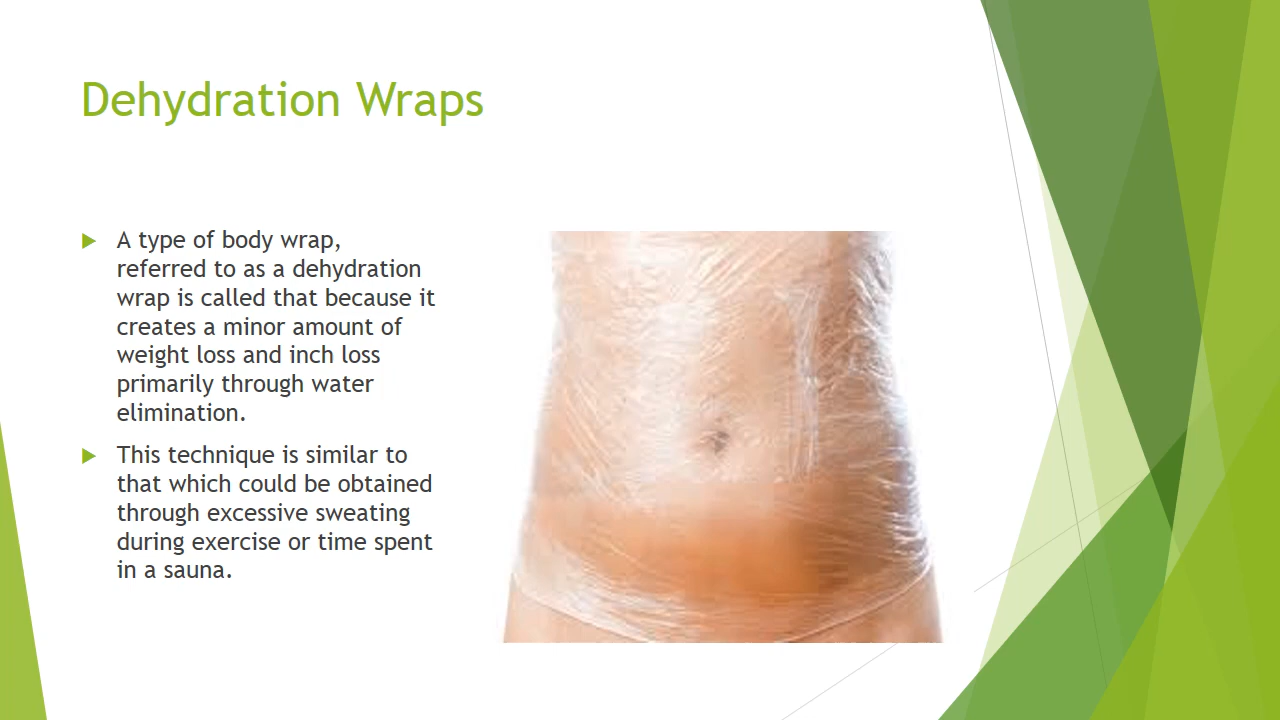 Dehydration Wraps
A type of body wrap,
referred to as a dehydration
wrap is called that because it
creates a minor amount of
weight loss and inch loss
primarily through water
elimination.
This technique is similar to
that which could be obtained
through excessive sweating
during exercise or time spent
in a sauna.